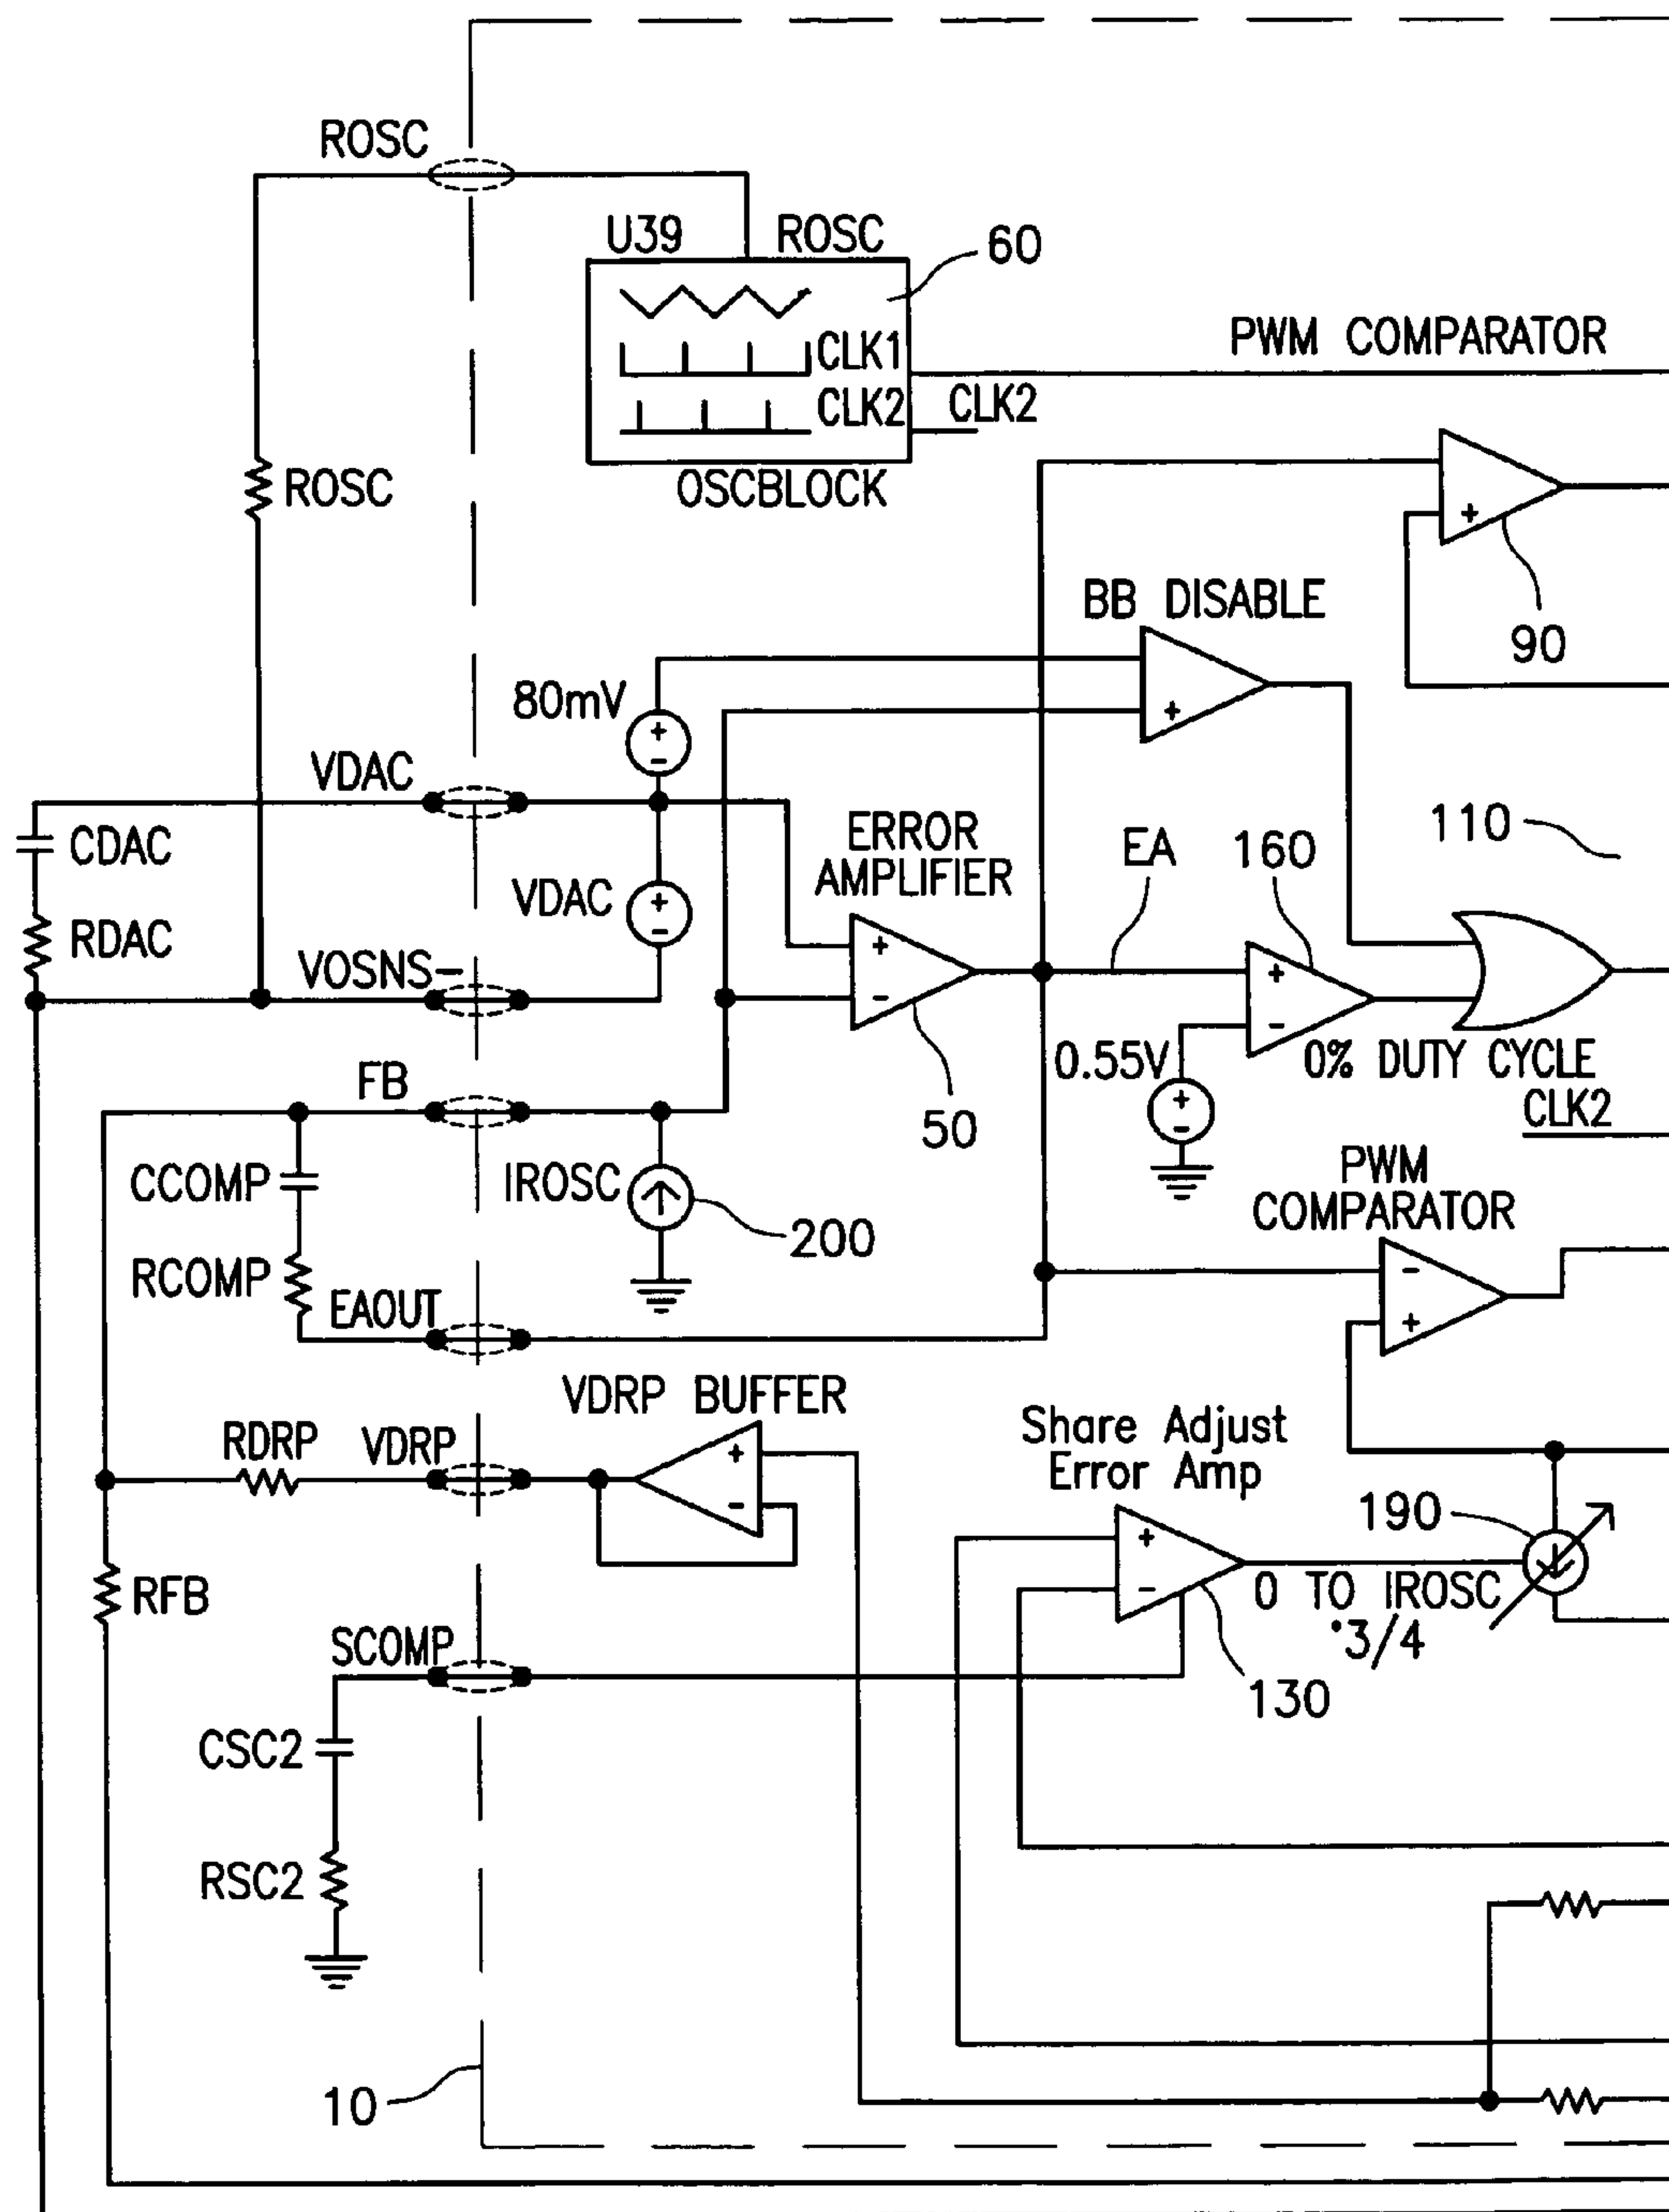 ROSC
U39 ROSC
60
CLK1
CLK2
CLK2
OSCBLOCK
PWM COMPARATOR
ROSC
+
90
BB DISABLE
+
80mV
+
-
VDAC
CDAC
RDAC
VDAC
+
-
VOSNS-
ERROR
AMPLIFIER
+
-
50
EA
160
110
+
-
0.55V
+
-
0% DUTY CYCLE
CLK2
FB
CCOMP
RCOMP
IROSC
200
EAOUT
PWM
COMPARATOR
-
+
VDRP BUFFER
+
-
RDRP
VDRP
Share Adjust
Error Amp
+
-
190
0 TO IROSC
*3/4
130
RFB
SCOMP
CSC2
RSC2
10